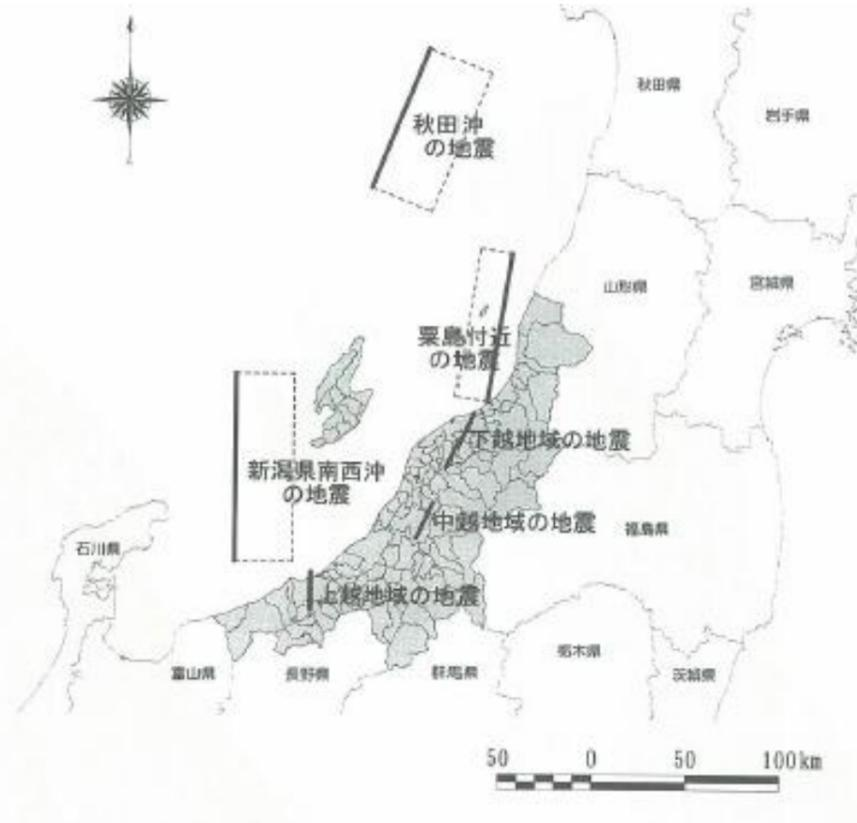 秋田県
岩手県
秋田沖
の地震
山形県
宮城県
粟島付近
の地震
下越地域の地震
新潟県南西沖
の地震
中越地域の地震
福島県
石川県
上越地域の地震
富山県
長野県
群馬県
栃木県
茨城県
50 0 50 100km